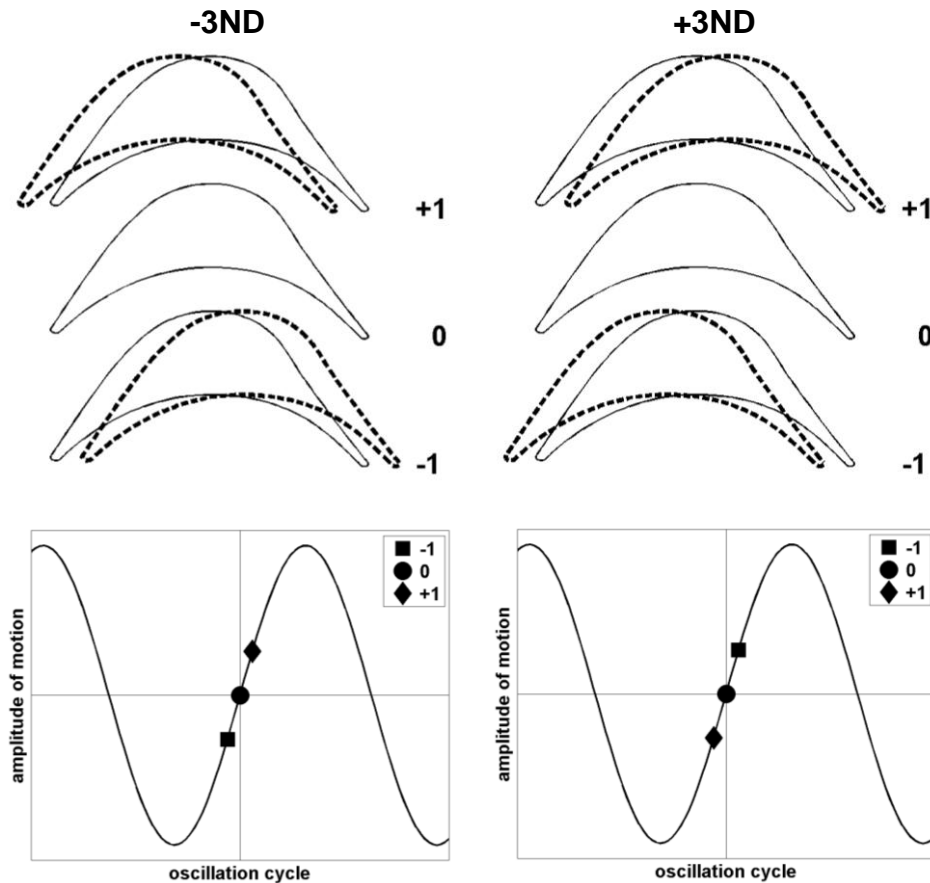 -3ND
+3ND
+1
+1
0
0
-1
-1
-1
0
+1
amplitude of motion
oscillation cycle
-1
0
+1
amplitude of motion
oscillation cycle